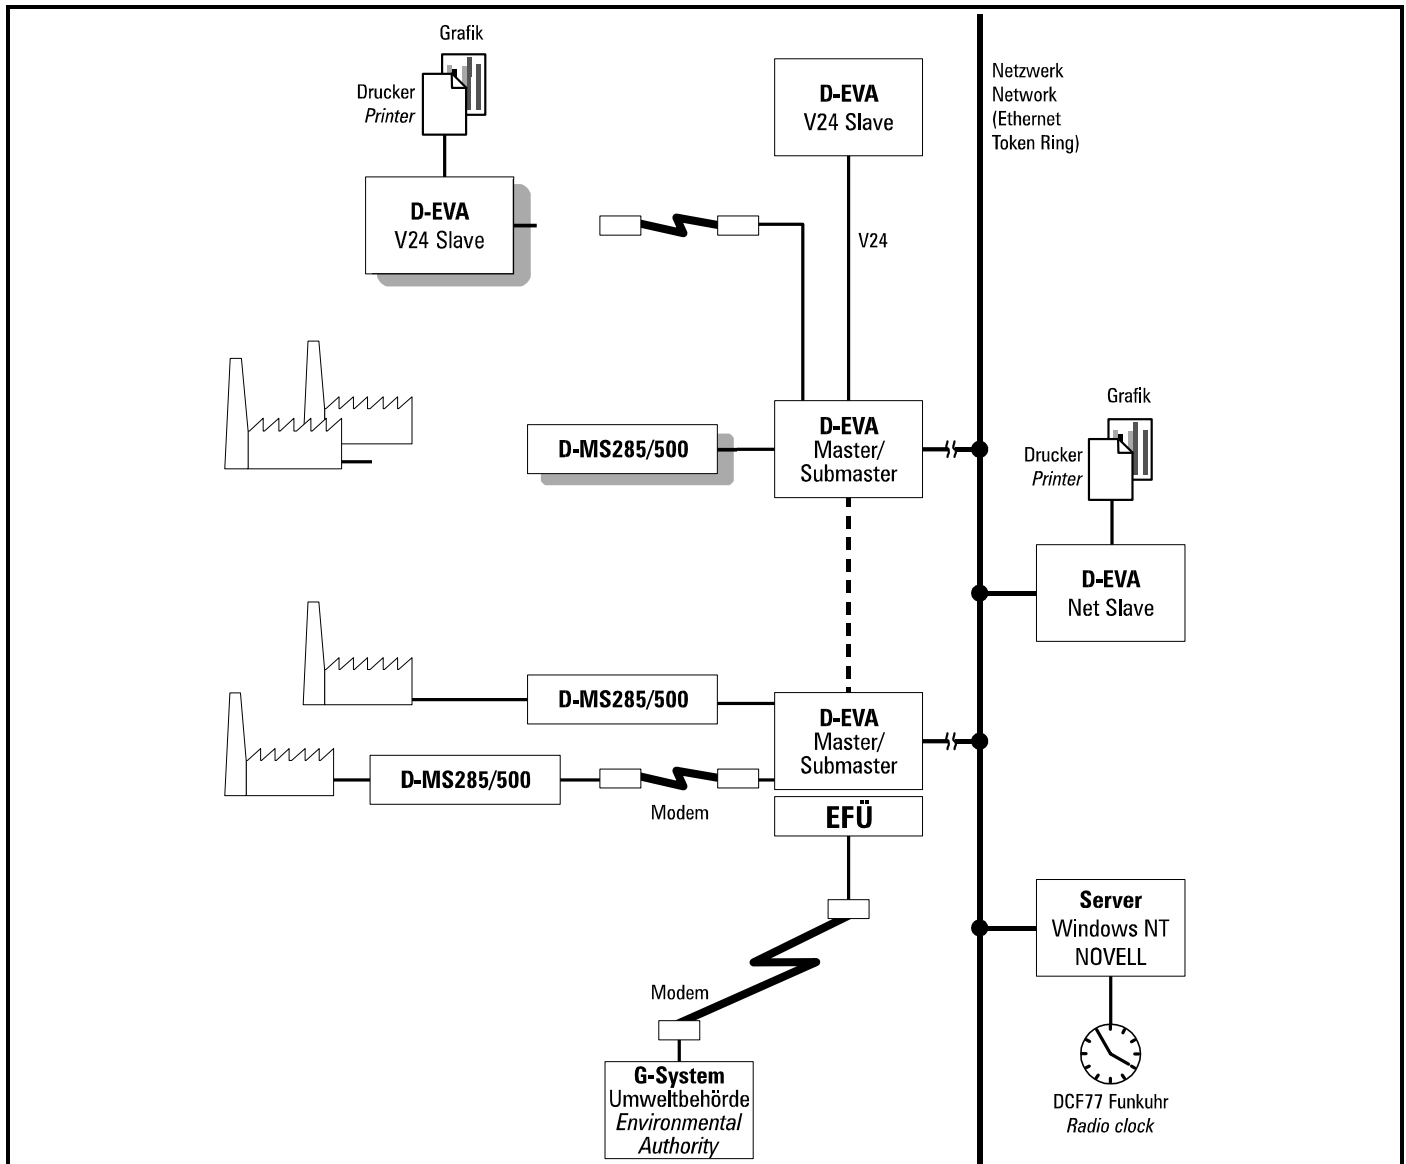 Grafik
Drucker
Printer
D-EVA
V24 Slave
D-EVA
V24 Slave
V24
Netzwerk
Network
(Ethernet
Token Ring)
D-MS285/500
D-EVA
Master/
Submaster
Grafik
Drucker
Printer
D-EVA
Net Slave
D-MS285/500
D-MS285/500
Modem
D-EVA
Master/
Submaster
EFÜ
Modem
G-System
Umweltbehörde
Environmental
Authority
Server
Windows NT
NOVELL
DCF77 Funkuhr
Radio clock